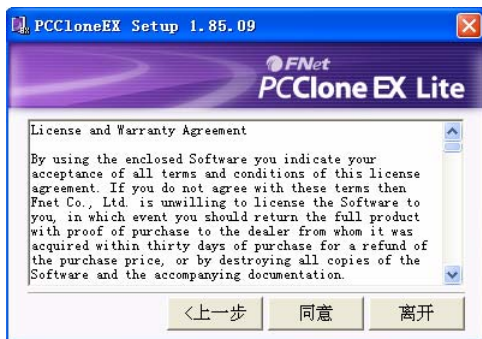 PCCloneEX Setup 1.85.09
FNet
PCClone EX Lite
License and Warranty Agreement
By using the enclosed Software you indicate your
acceptance of all terms and conditions of this license
agreement. If you do not agree with these terms then
Fnet Co., Ltd. is unwilling to license the Software to
you, in which event you should return the full product
with proof of purchase to the dealer from whom it was
acquired within thirty days of purchase for a refund of
the purchase price, or by destroying all copies of the
Software and the accompanying documentation.
<上一步 同意 离开